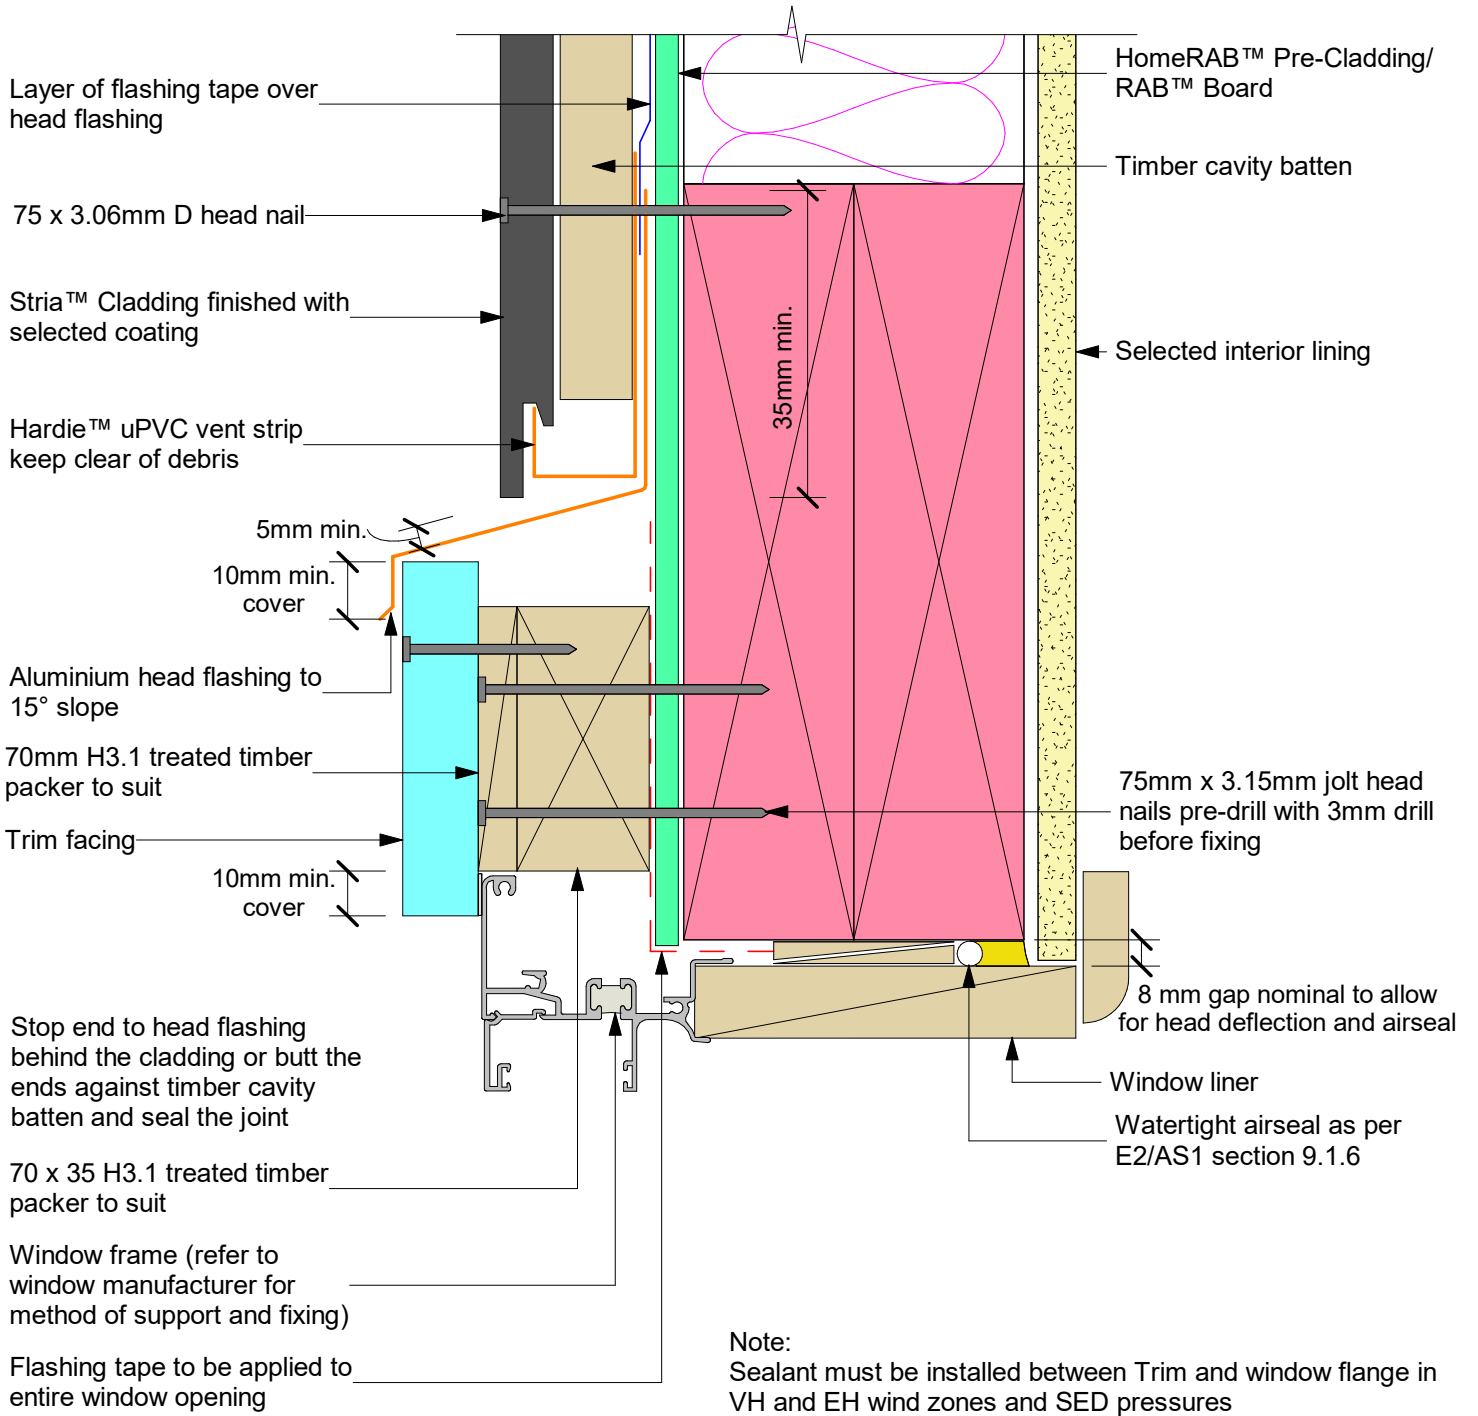 Layer of flashing tape over
head flashing
75 x 3.06mm D head nail
Stria™ Cladding finished with
selected coating
Hardie™ uPVC vent strip
keep clear of debris
5mm min.
10mm min.
cover
Aluminium head flashing to
15° slope
70mm H3.1 treated timber
packer to suit
Trim facing
10mm min.
cover
Stop end to head flashing
behind the cladding or butt the
ends against timber cavity
batten and seal the joint
70 x 35 H3.1 treated timber
packer to suit
Window frame (refer to
window manufacturer for
method of support and fixing)
Flashing tape to be applied to
entire window opening
35mm min.
HomeRAB™ Pre-Cladding/
RAB™ Board
Timber cavity batten
Selected interior lining
75mm x 3.15mm jolt head
nails pre-drill with 3mm drill
before fixing
8 mm gap nominal to allow
for head deflection and airseal
Window liner
Watertight airseal as per
E2/AS1 section 9.1.6
Note:
Sealant must be installed between Trim and window flange in
VH and EH wind zones and SED pressures